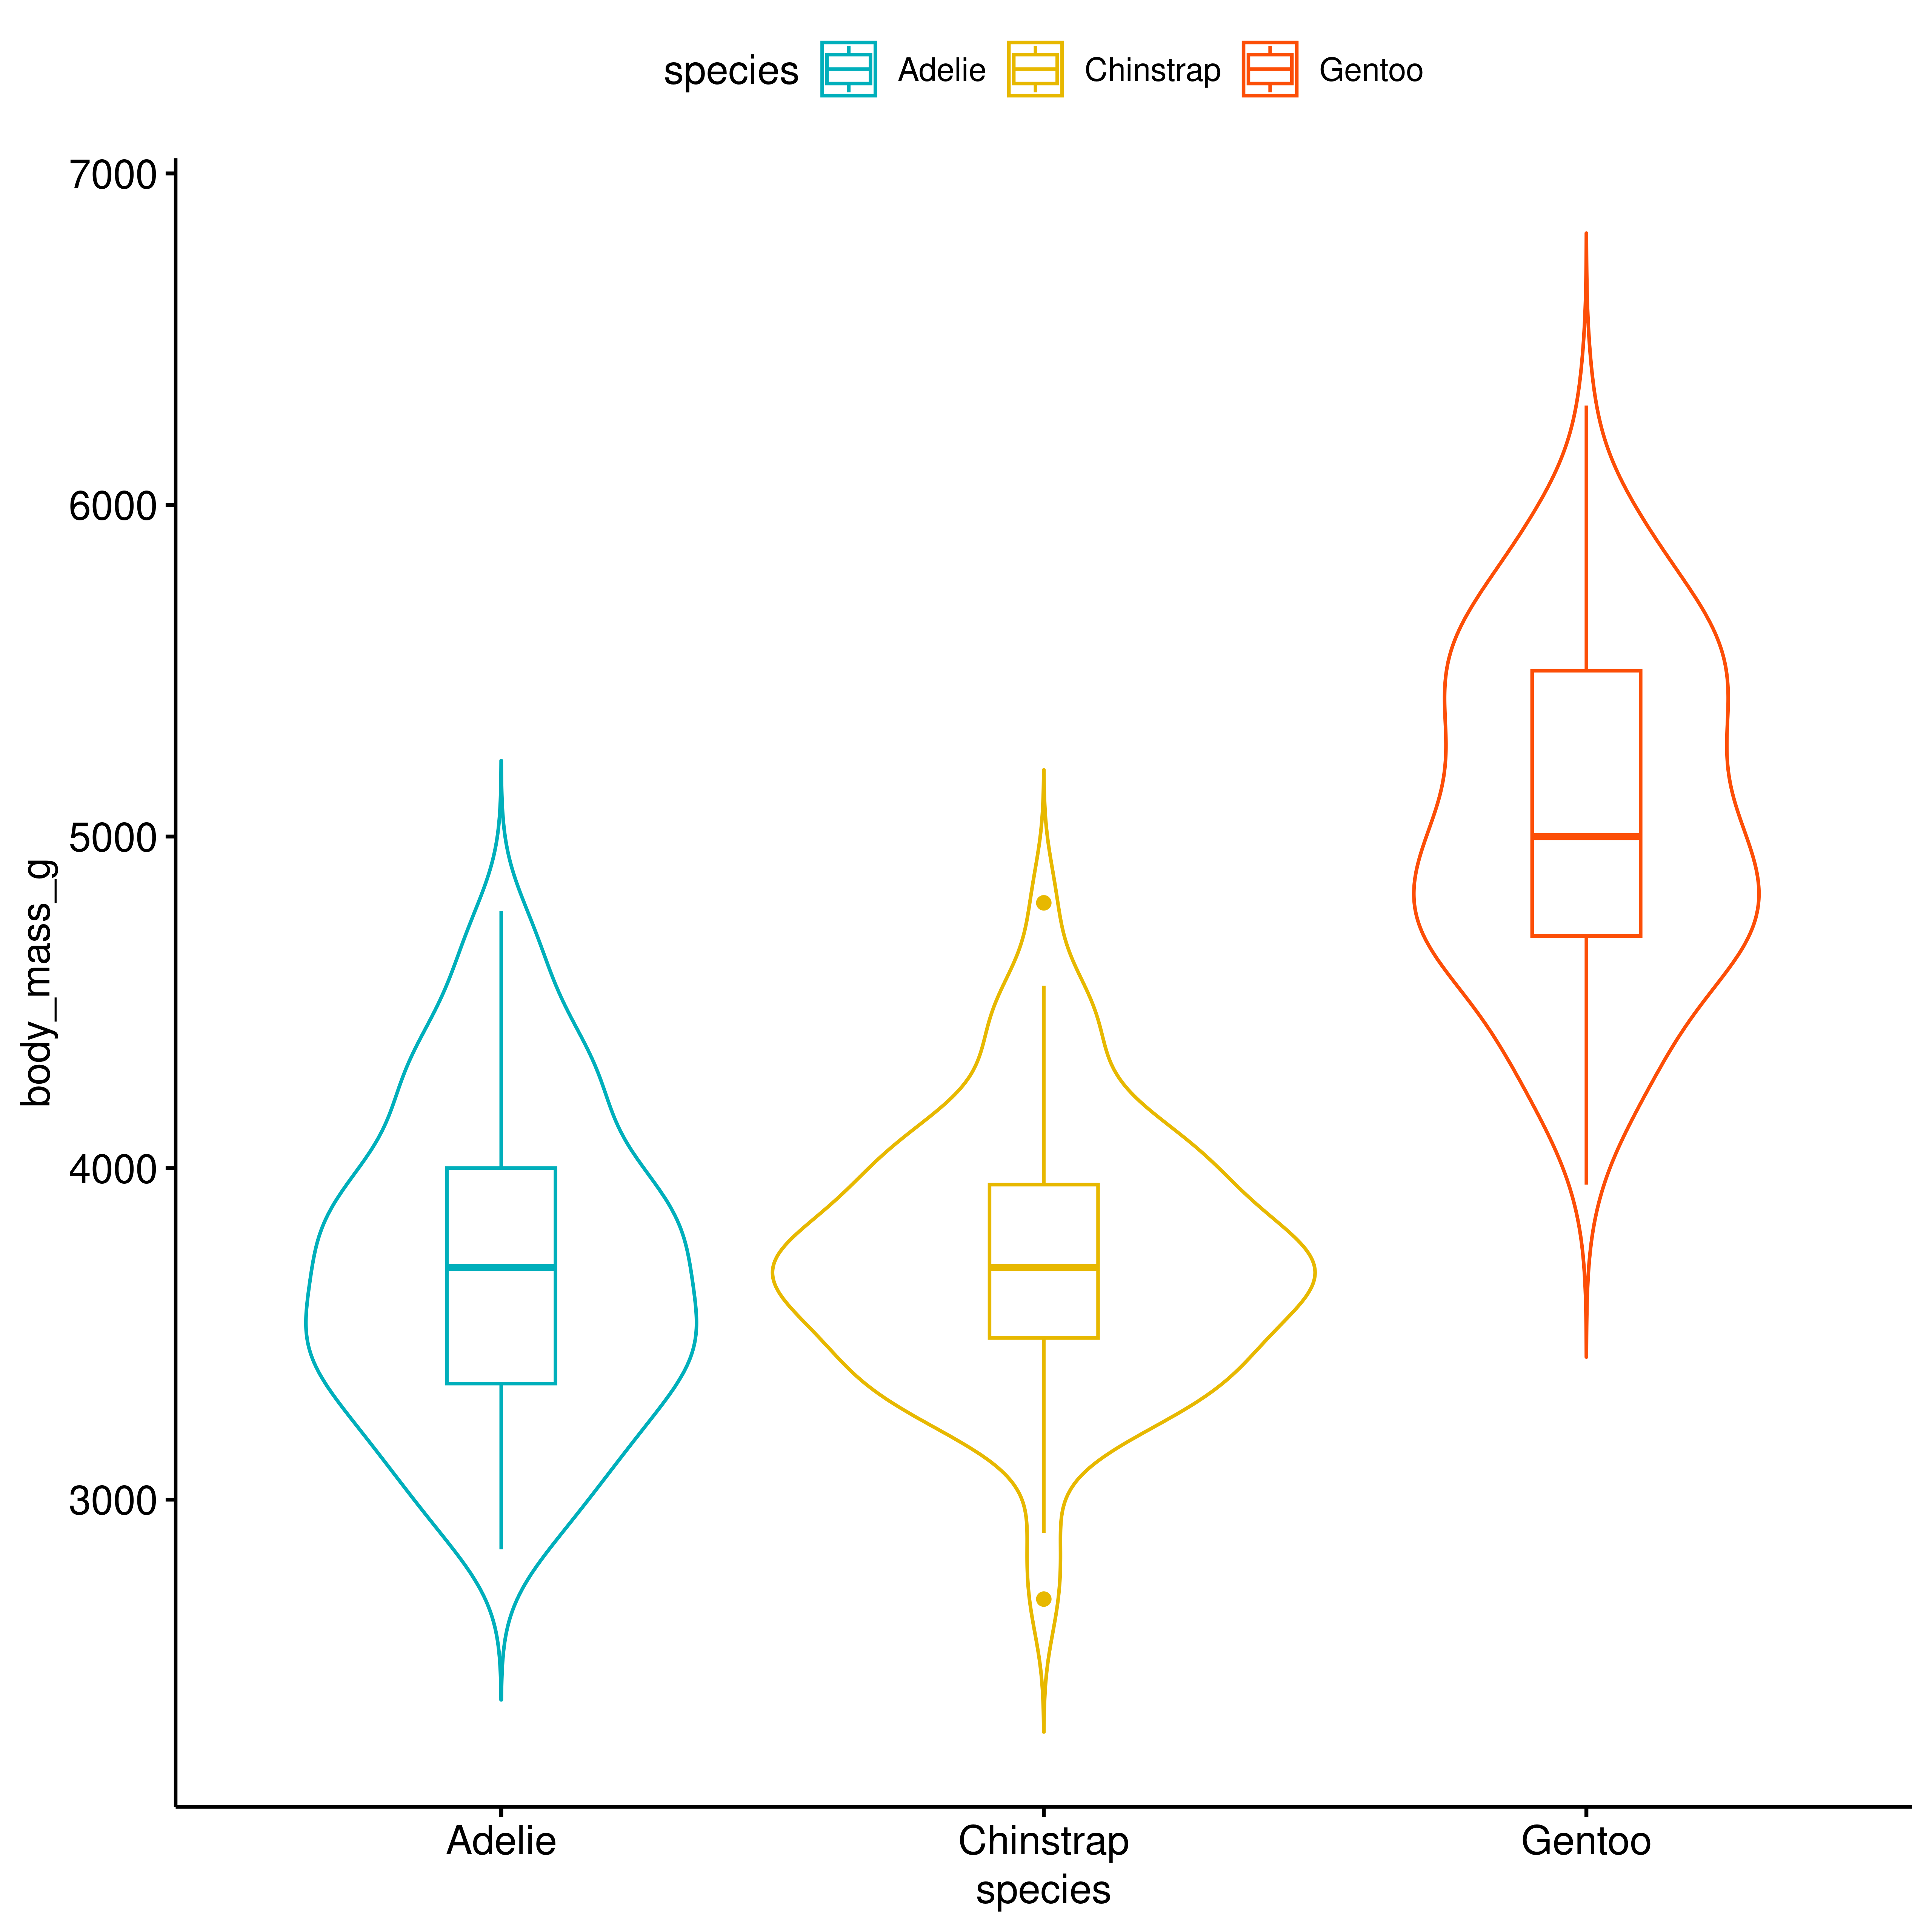 species Adelie Chinstrap Gentoo
7000
6000
5000
4000
3000
body_mass_g
Adelie Chinstrap Gentoo
species